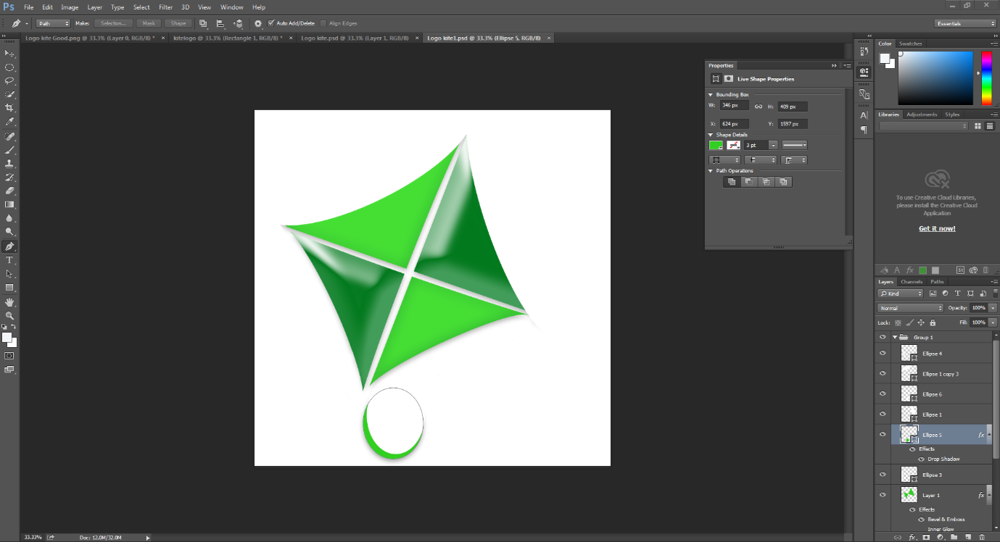 Ps File Edit Image Layer Type Select Filter 3D View Window Help
Path Make: Selection... Mask Shape Auto Add/Delete Align Edges Essentials
Logo kite Good.png @ 33.3% (Layer 0, RGB/8) * × kitelogo @ 33.3% (Rectangle 1, RGB/8) * × Logo kite.psd @ 33.3% (Layer 1, RGB/8) × Logo kite1.psd @ 33.3% (Ellipse 5, RGB/8) ×
Properties
Live Shape Properties
Bounding Box
W: 346 px H: 409 px
X: 624 px Y: 1597 px
Shape Details
3 pt
Path Operations
Color Swatches
Libraries Adjustments Styles
To use Creative Cloud Libraries,
please install the Creative Cloud
Application
Get it now!
Layers Channels Paths
Kind
Normal Opacity: 100%
Lock: Fill: 100%
Group 1
Ellipse 4
Ellipse 1 copy 3
Ellipse 6
Ellipse 1
Ellipse 5 fx
Effects
Drop Shadow
Ellipse 3
Layer 1 fx
Effects
Bevel & Emboss
Inner Glow
33.33% Doc: 12.0M/32.0M